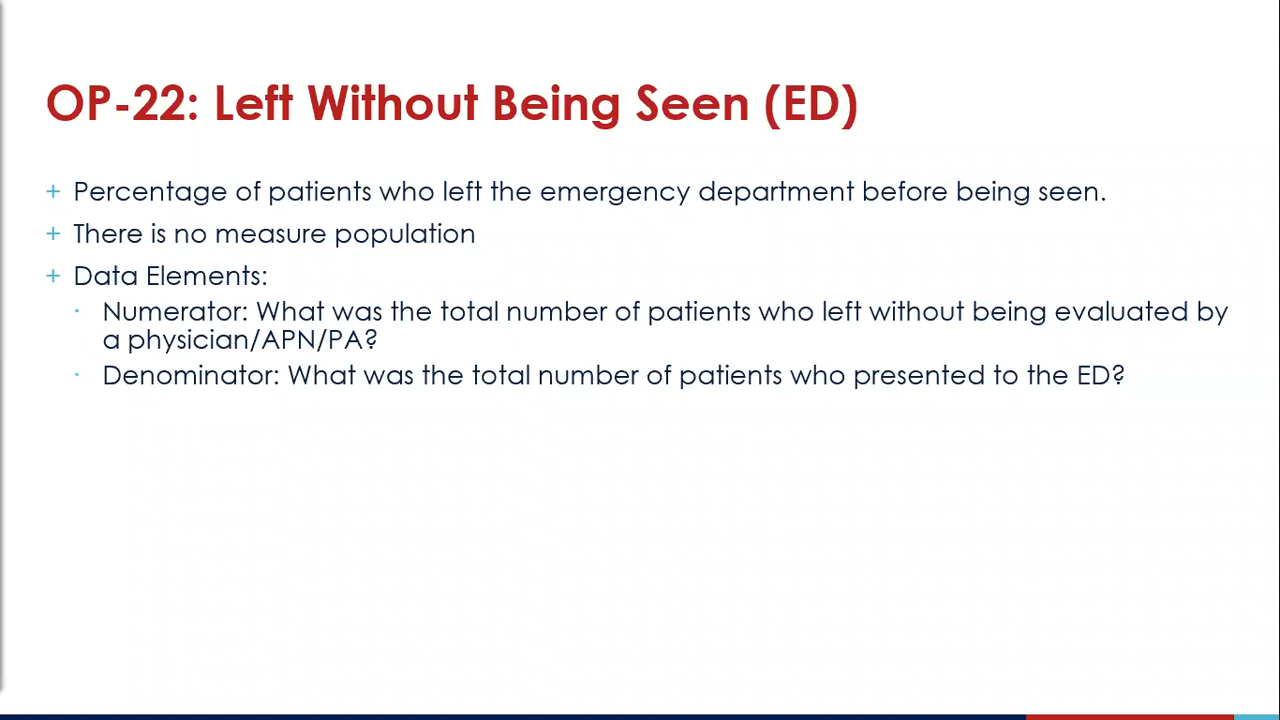 OP-22: Left Without Being Seen (ED)
+ Percentage of patients who left the emergency department before being seen.
+ There is no measure population
+ Data Elements:
· Numerator: What was the total number of patients who left without being evaluated by
a physician/APN/PA?
· Denominator: What was the total number of patients who presented to the ED?